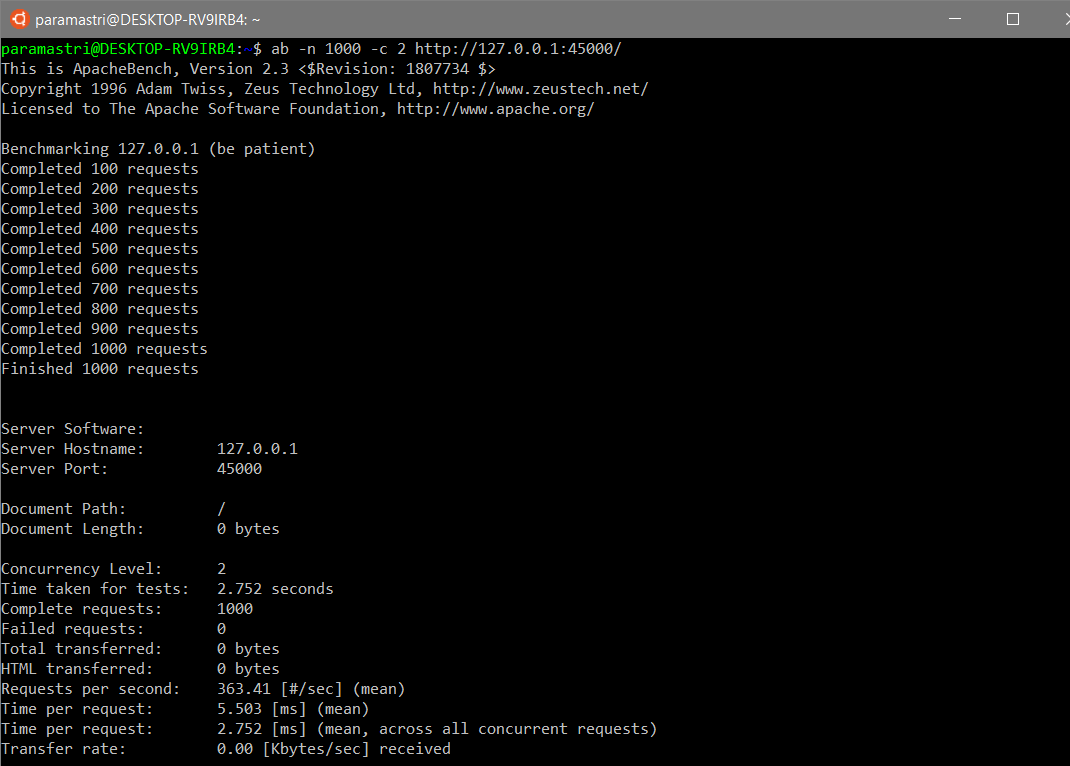 paramastri@DESKTOP-RV9IRB4: ~
paramastri@DESKTOP-RV9IRB4:~$ ab -n 1000 -c 2 http://127.0.0.1:45000/
This is ApacheBench, Version 2.3 <$Revision: 1807734 $>
Copyright 1996 Adam Twiss, Zeus Technology Ltd, http://www.zeustech.net/
Licensed to The Apache Software Foundation, http://www.apache.org/

Benchmarking 127.0.0.1 (be patient)
Completed 100 requests
Completed 200 requests
Completed 300 requests
Completed 400 requests
Completed 500 requests
Completed 600 requests
Completed 700 requests
Completed 800 requests
Completed 900 requests
Completed 1000 requests
Finished 1000 requests

Server Software:
Server Hostname:        127.0.0.1
Server Port:            45000

Document Path:          /
Document Length:        0 bytes

Concurrency Level:      2
Time taken for tests:   2.752 seconds
Complete requests:      1000
Failed requests:        0
Total transferred:      0 bytes
HTML transferred:       0 bytes
Requests per second:    363.41 [#/sec] (mean)
Time per request:       5.503 [ms] (mean)
Time per request:       2.752 [ms] (mean, across all concurrent requests)
Transfer rate:          0.00 [Kbytes/sec] received